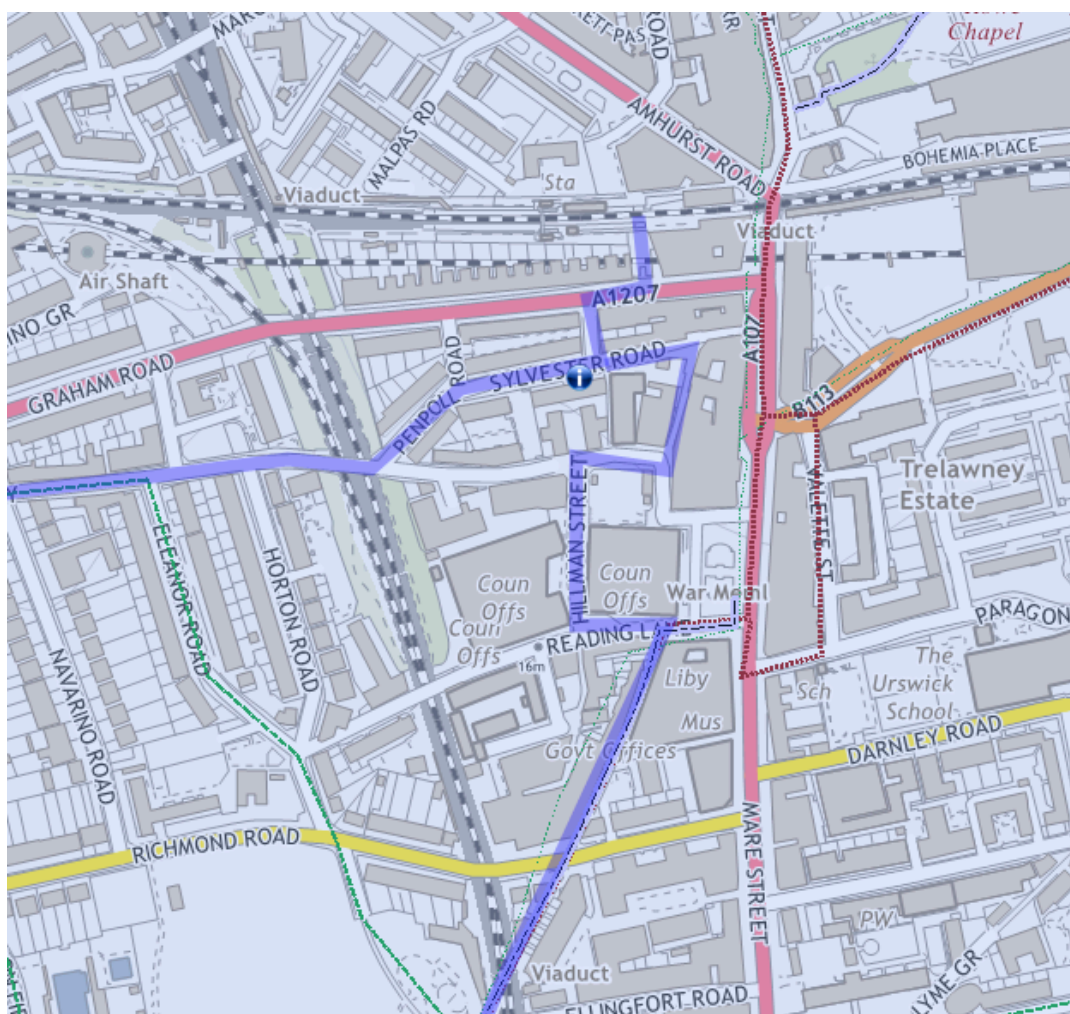 Chapel
AMHURST ROAD
BOHEMIA PLACE
MALPAS RD
Sta
Viaduct
Viaduct
Air Shaft
A1207
A107
GRAHAM ROAD
PENPOLL ROAD
SYLVESTER ROAD
i
B113
Trelawney
Estate
VALETTE ST
ELEANOR ROAD
HORTON ROAD
HILLMAN STREET
Coun
Offs
Coun
Offs
Coun
Offs
War Meml
READING L
16m
PARAGON
NAVARINO ROAD
Liby
Mus
Sch
The
Urswick
School
Govt Offices
DARNLEY ROAD
RICHMOND ROAD
MARE STREET
PW
Viaduct
ELLINGFORT ROAD
LYME GR